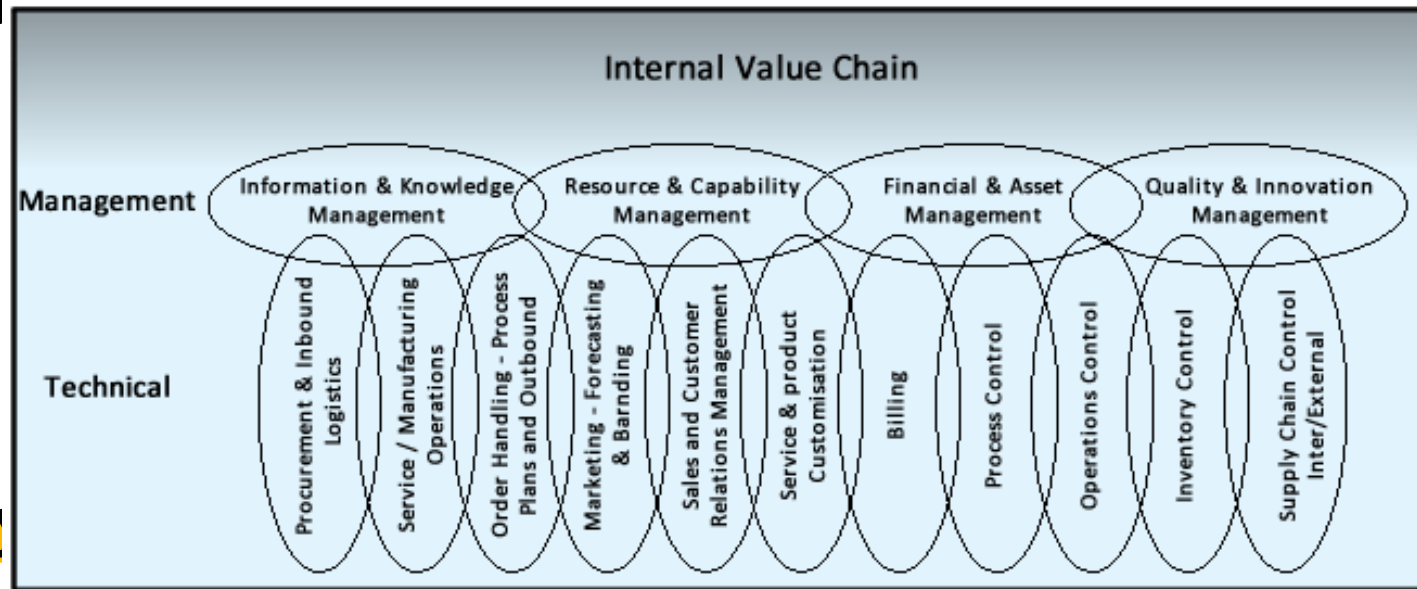 Internal Value Chain
Management
Information & Knowledge
Management
Resource & Capability
Management
Financial & Asset
Management
Quality & Innovation
Management
Technical
Procurement & Inbound
Logistics
Service / Manufacturing
Operations
Order Handling - Process
Plans and Outbound
Marketing - Forecasting
& Barnding
Sales and Customer
Relations Management
Service & product
Customisation
Billing
Process Control
Operations Control
Inventory Control
Supply Chain Control
Inter/External